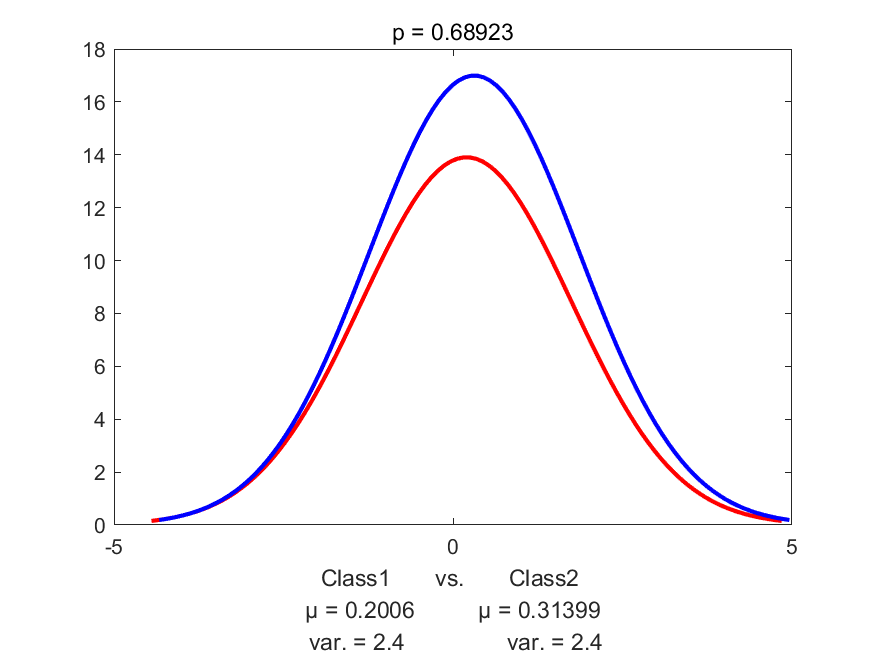 p = 0.68923
18
16
14
12
10
8
6
4
2
0
-5 0 5
Class1 vs. Class2
μ = 0.2006 μ = 0.31399
var. = 2.4 var. = 2.4